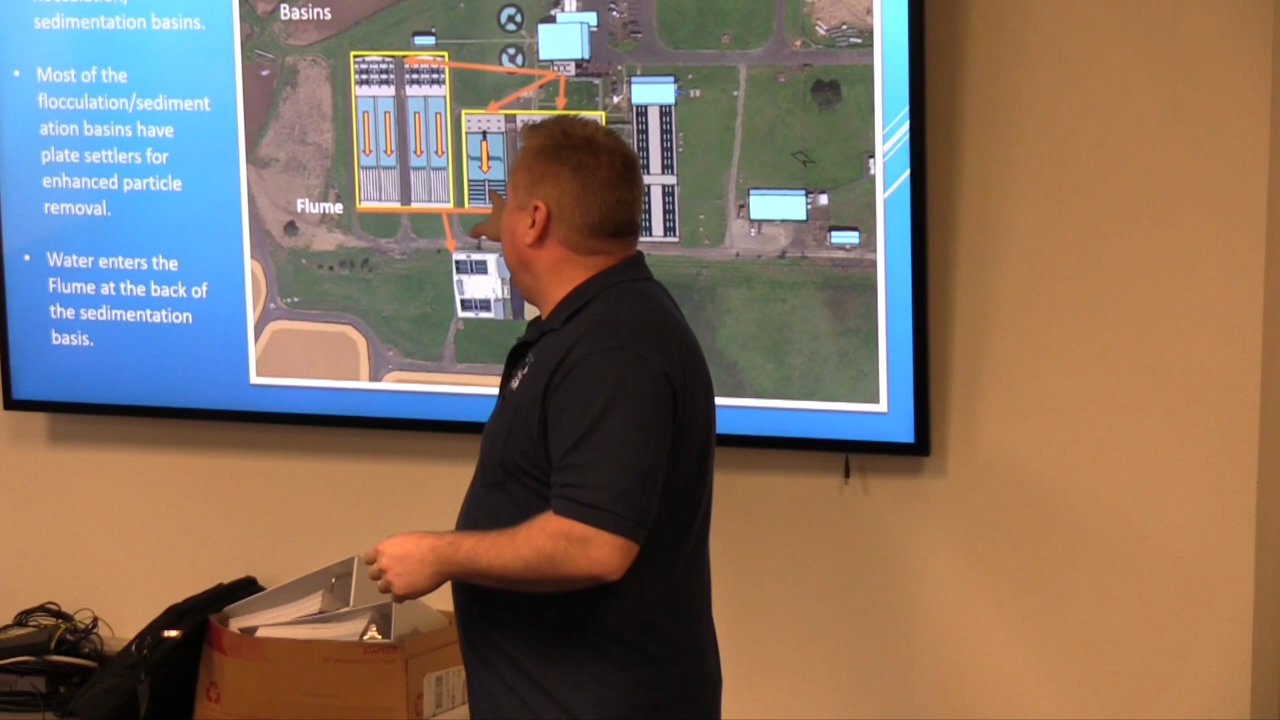 sedimentation basins.
• Most of the
flocculation/sediment
ation basins have
plate settlers for
enhanced particle
removal.
• Water enters the
Flume at the back of
the sedimentation
basis.
Basins
Flume